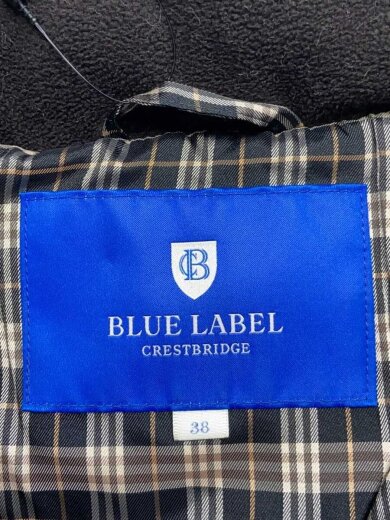 CB
BLUE LABEL
CRESTBRIDGE
38